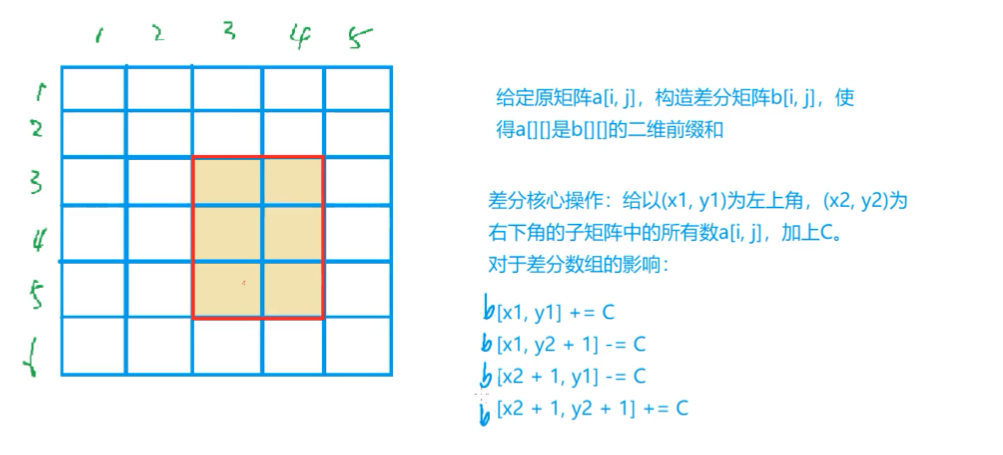 1 2 3 4 5
1
2
3
4
5
给定原矩阵a[i, j]，构造差分矩阵b[i, j]，使
得a[][]是b[][]的二维前缀和
差分核心操作：给以(x1, y1)为左上角，(x2, y2)为
右下角的子矩阵中的所有数a[i, j]，加上C。
对于差分数组的影响：
b[x1, y1] += C
b[x1, y2 + 1] -= C
b[x2 + 1, y1] -= C
b[x2 + 1, y2 + 1] += C